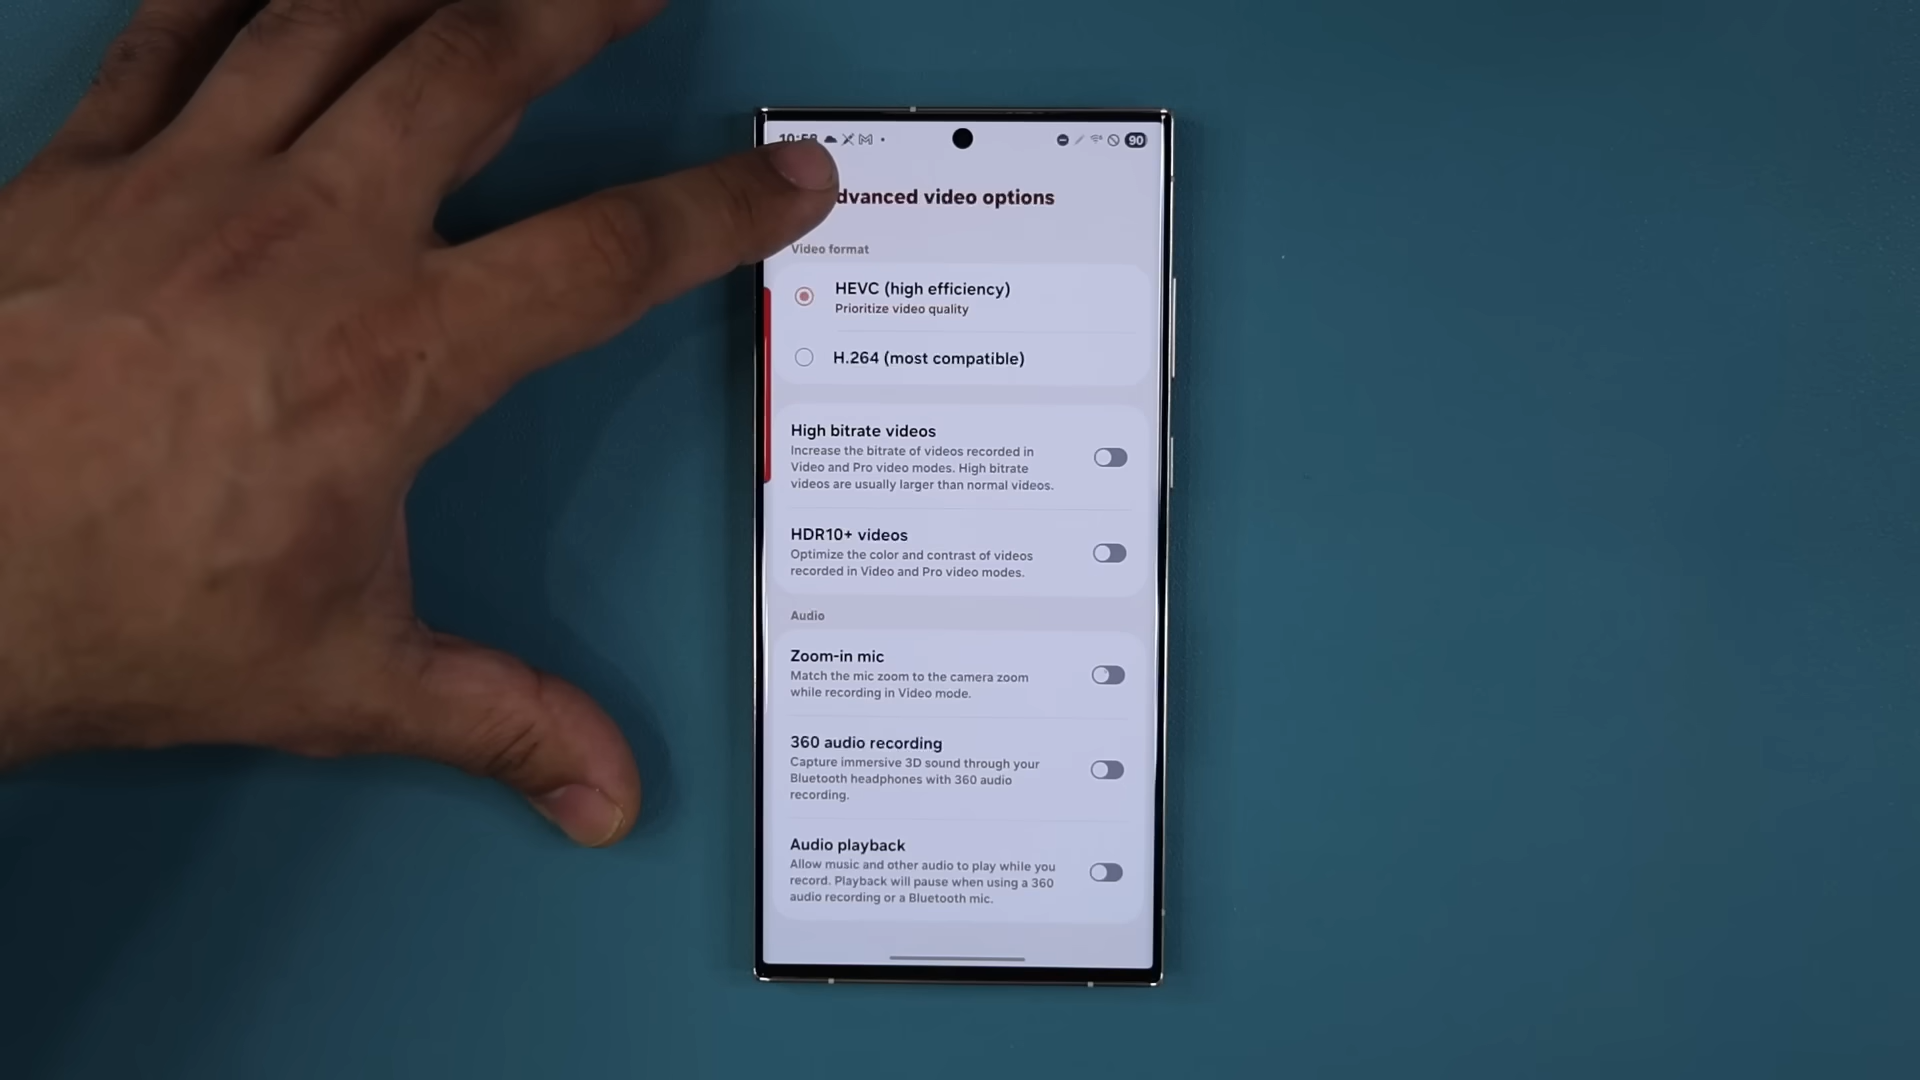 10:58
90
dvanced video options
Video format
HEVC (high efficiency)
Prioritize video quality
H.264 (most compatible)
High bitrate videos
Increase the bitrate of videos recorded in
Video and Pro video modes. High bitrate
videos are usually larger than normal videos.
HDR10+ videos
Optimize the color and contrast of videos
recorded in Video and Pro video modes.
Audio
Zoom-in mic
Match the mic zoom to the camera zoom
while recording in Video mode.
360 audio recording
Capture immersive 3D sound through your
Bluetooth headphones with 360 audio
recording.
Audio playback
Allow music and other audio to play while you
record. Playback will pause when using a 360
audio recording or a Bluetooth mic.